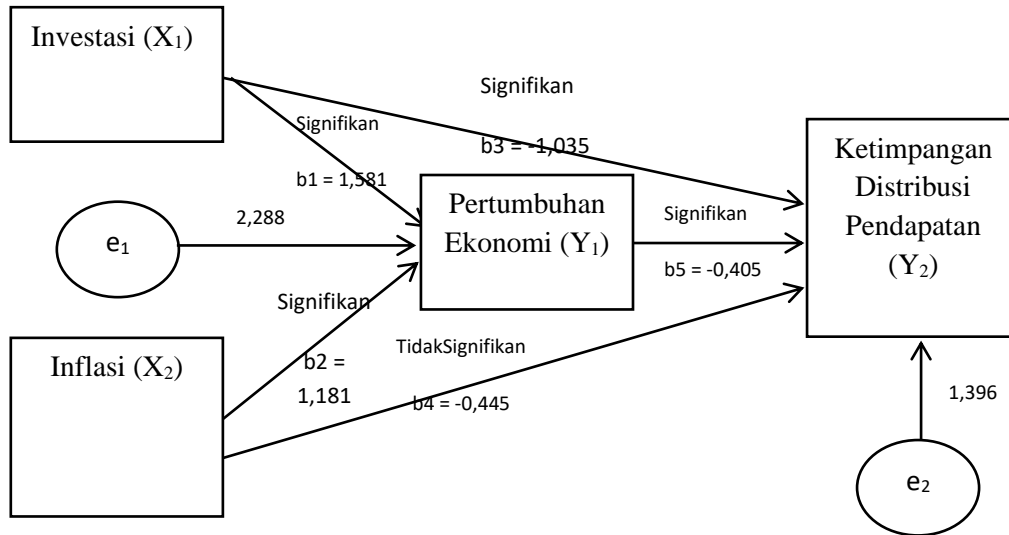 Investasi (X₁)
Signifikan
Signifikan
b3 = -1,035
b1 = 1,581
Ketimpangan
Distribusi
Pendapatan
(Y₂)
Pertumbuhan
Ekonomi (Y₁)
Signifikan
b5 = -0,405
e₁
2,288
Signifikan
b2 =
1,181
TidakSignifikan
b4 = -0,445
Inflasi (X₂)
1,396
e₂